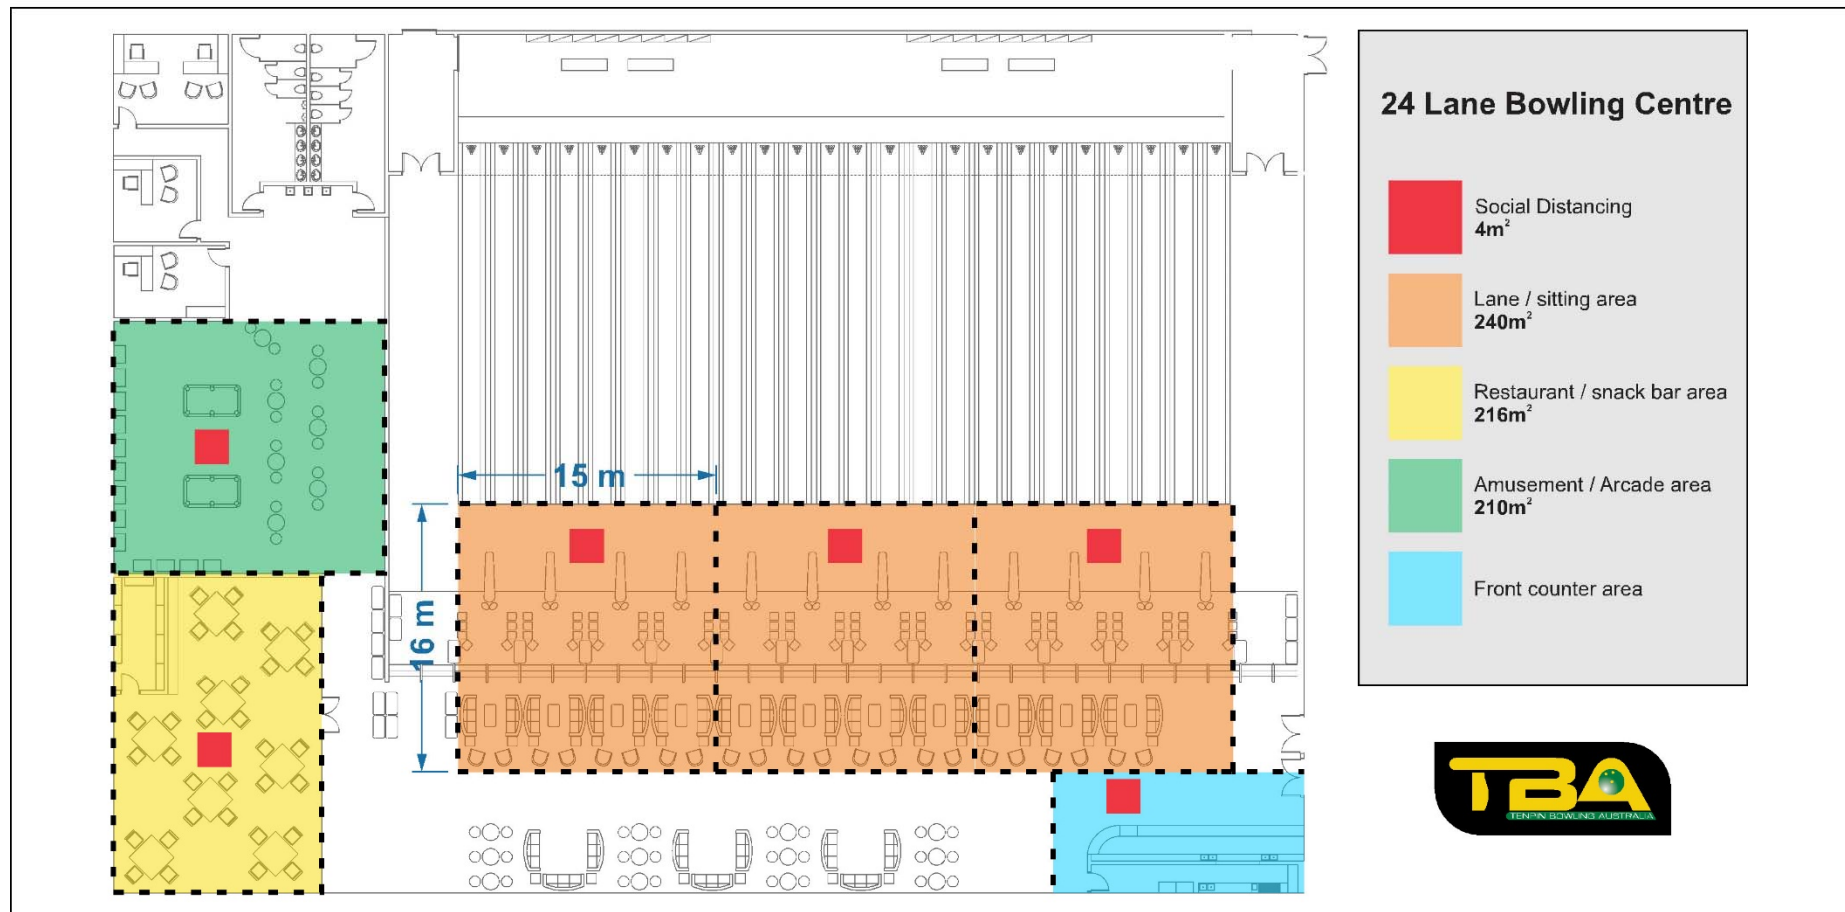 24 Lane Bowling Centre
Social Distancing
4m²
Lane / sitting area
240m²
Restaurant / snack bar area
216m²
Amusement / Arcade area
210m²
Front counter area
15 m
16 m
TBA
TENPIN BOWLING AUSTRALIA